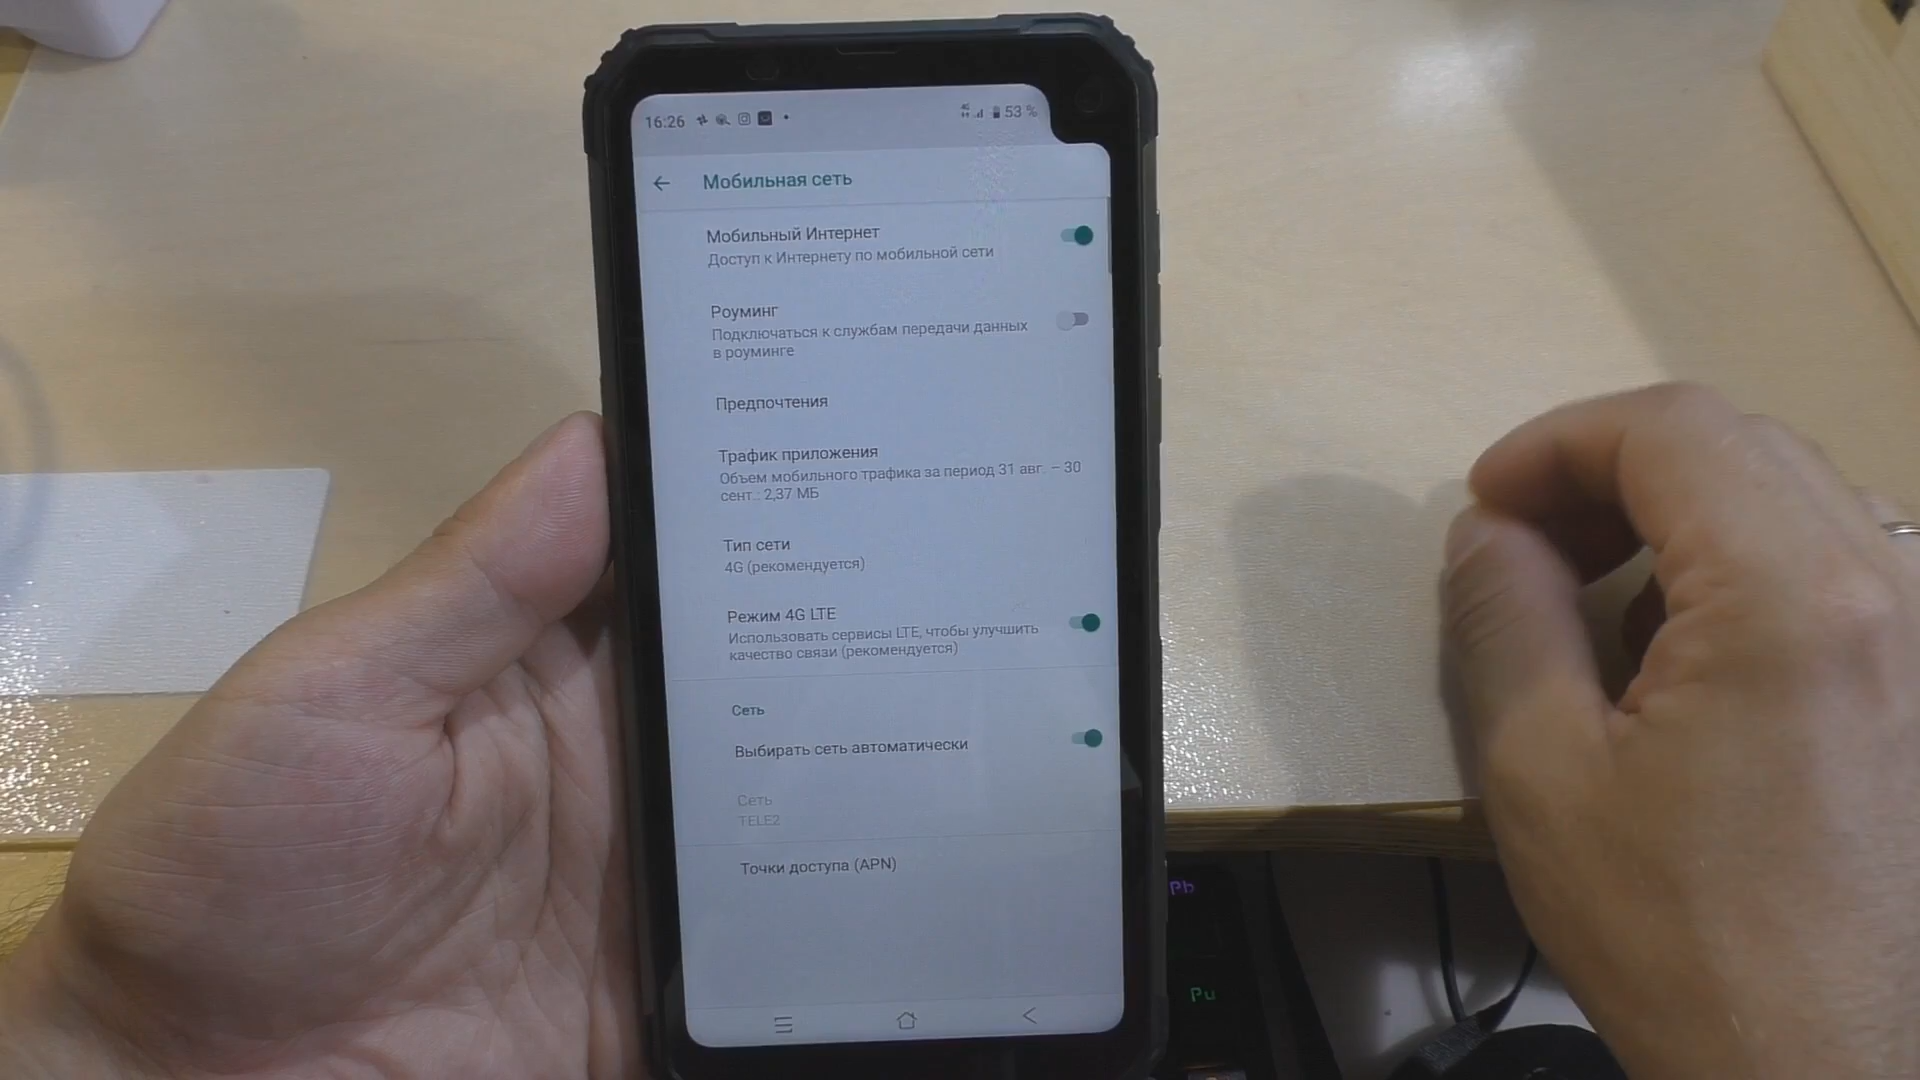 16:26
4G
53 %
Мобильная сеть
Мобильный Интернет
Доступ к Интернету по мобильной сети
Роуминг
Подключаться к службам передачи данных
в роуминге
Предпочтения
Трафик приложения
Объем мобильного трафика за период 31 авг. – 30
сент.: 2,37 МБ
Тип сети
4G (рекомендуется)
Режим 4G LTE
Использовать сервисы LTE, чтобы улучшить
качество связи (рекомендуется)
Сеть
Выбирать сеть автоматически
Сеть
TELE2
Точки доступа (APN)
Pb
Pu